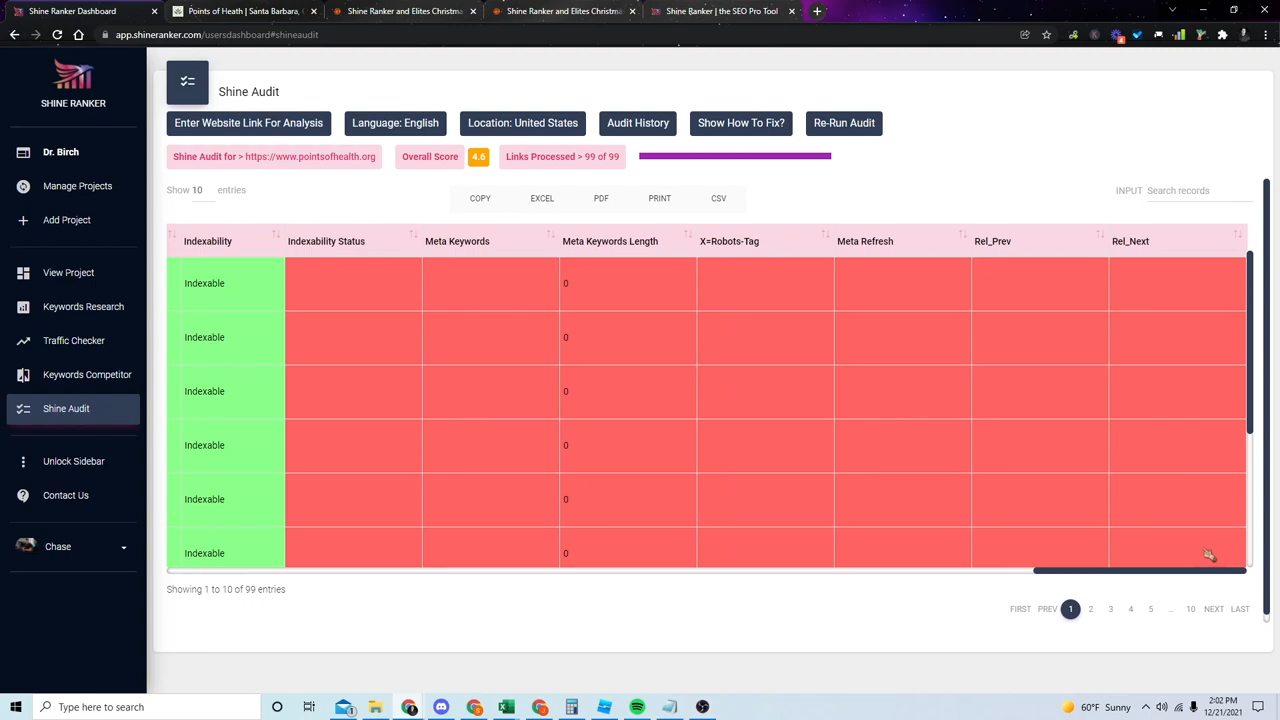 Shine Dashboard
Points of Health | Santa Barbara,
Shine Ranker and Elites Christma
Shine Ranker and Elites Christma
Shine Ranker | the SEO Pro Tool
app.shineranker.com/usersdashboard#shineaudit
SHINE RANKER
Dr. Birch
Manage Projects
Add Project
View Project
Keywords Research
Traffic Checker
Keywords Competitor
Shine Audit
Unlock Sidebar
Contact Us
Chase
Shine Audit
Enter Website Link For Analysis
Language: English
Location: United States
Audit History
Show How To Fix?
Re-Run Audit
Shine Audit for > https://www.pointsofhealth.org
Overall Score 4.6
Links Processed > 99 of 99
Show 10 entries
COPY EXCEL PDF PRINT CSV
INPUT Search records
Indexability Indexability Status Meta Keywords Meta Keywords Length X=Robots-Tag Meta Refresh Rel_Prev Rel_Next
Indexable 0
Indexable 0
Indexable 0
Indexable 0
Indexable 0
Indexable 0
Showing 1 to 10 of 99 entries
FIRST PREV 1 2 3 4 5 ... 10 NEXT LAST
Type here to search
60°F Sunny
2:02 PM
12/21/2021